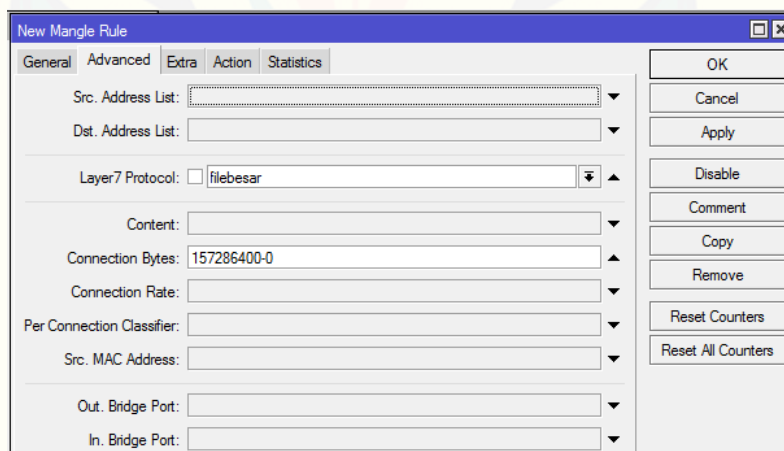 New Mangle Rule
General Advanced Extra Action Statistics
Src. Address List:
Dst. Address List:
Layer7 Protocol: filebesar
Content:
Connection Bytes: 157286400-0
Connection Rate:
Per Connection Classifier:
Src. MAC Address:
Out. Bridge Port:
In. Bridge Port:
OK
Cancel
Apply
Disable
Comment
Copy
Remove
Reset Counters
Reset All Counters